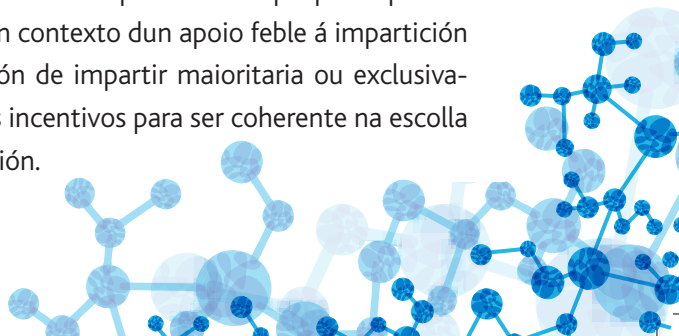 n contexto dun apoio feble á impartición
ón de impartir maioritaria ou exclusiva-
s incentivos para ser coherente na escolla
ión.